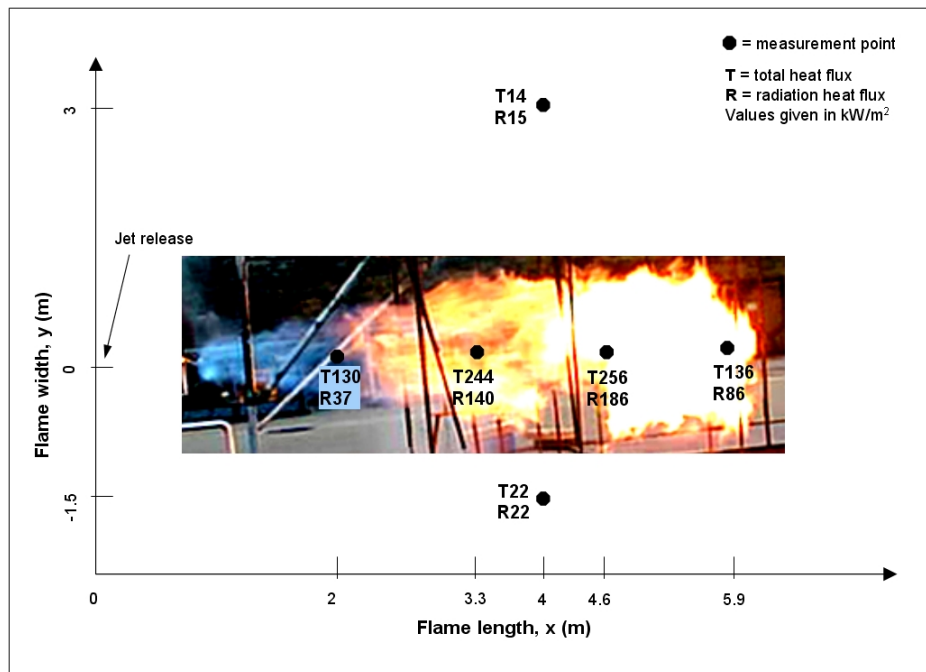 = measurement point
T = total heat flux
R = radiation heat flux
Values given in kW/m²
T14
R15
3
Jet release
Flame width, y (m)
0
T130
R37
T244
R140
T256
R186
T136
R86
-1.5
T22
R22
0
2
3.3
4
4.6
5.9
Flame length, x (m)